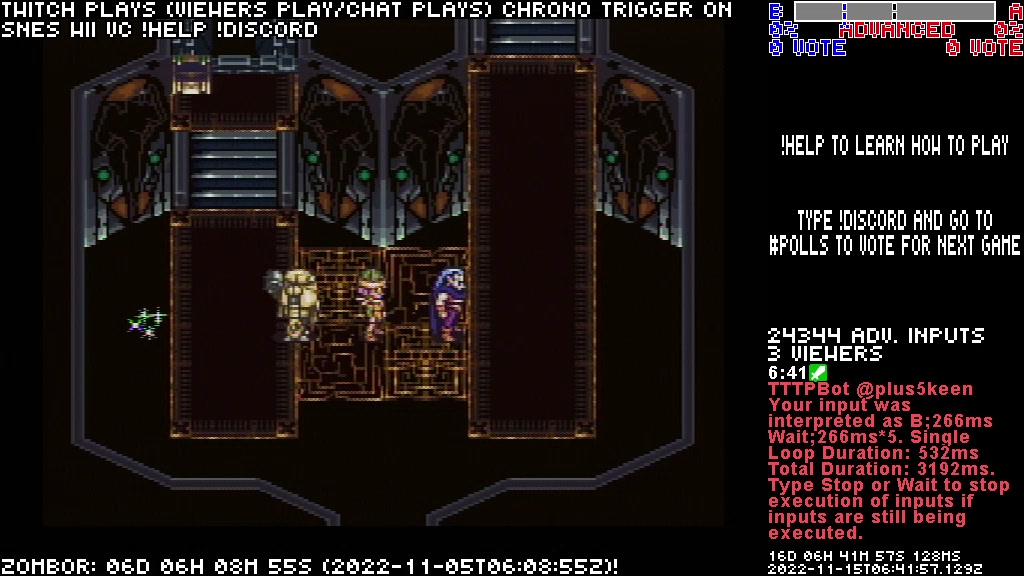 TWITCH PLAYS (VIEWERS PLAY/CHAT PLAYS) CHRONO TRIGGER ON
SNES WII VC !HELP !DISCORD
B A
0% ADVANCED 0%
0 VOTE 0 VOTE
!HELP TO LEARN HOW TO PLAY
TYPE !DISCORD AND GO TO
#POLLS TO VOTE FOR NEXT GAME
24344 ADV. INPUTS
3 VIEWERS
6:41
TTTPBot @plus5keen
Your input was
interpreted as B;266ms
Wait;266ms*5. Single
Loop Duration: 532ms
Total Duration: 3192ms.
Type Stop or Wait to stop
execution of inputs if
inputs are still being
executed.
16D 06H 41M 57S 128MS
2022-11-15T06:41:57.129Z
ZOMBOR: 06D 06H 08M 55S (2022-11-05T06:08:55Z)!